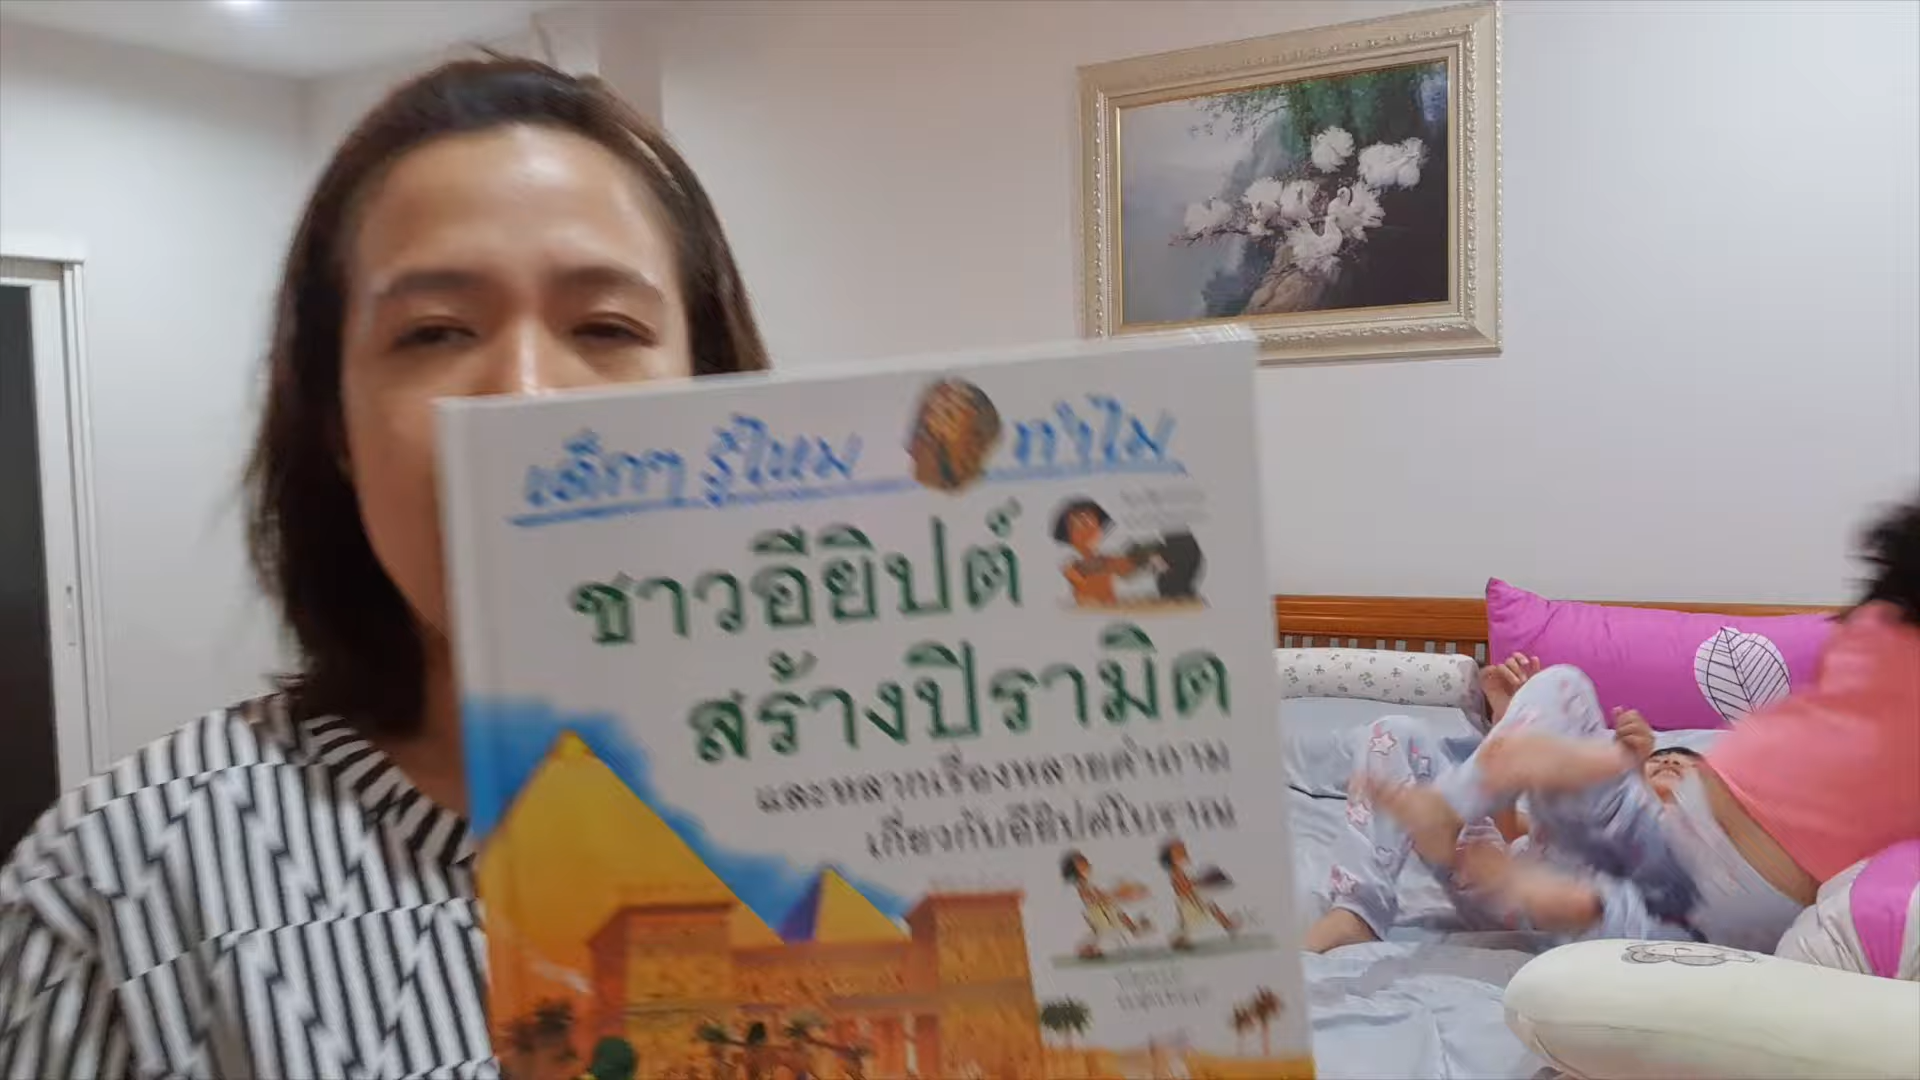 เด็กๆ รู้ไหม ทำไม
ชาวอียิปต์
สร้างปิรามิด
และหลากเรื่องหลายคำถาม
เกี่ยวกับอียิปต์โบราณ